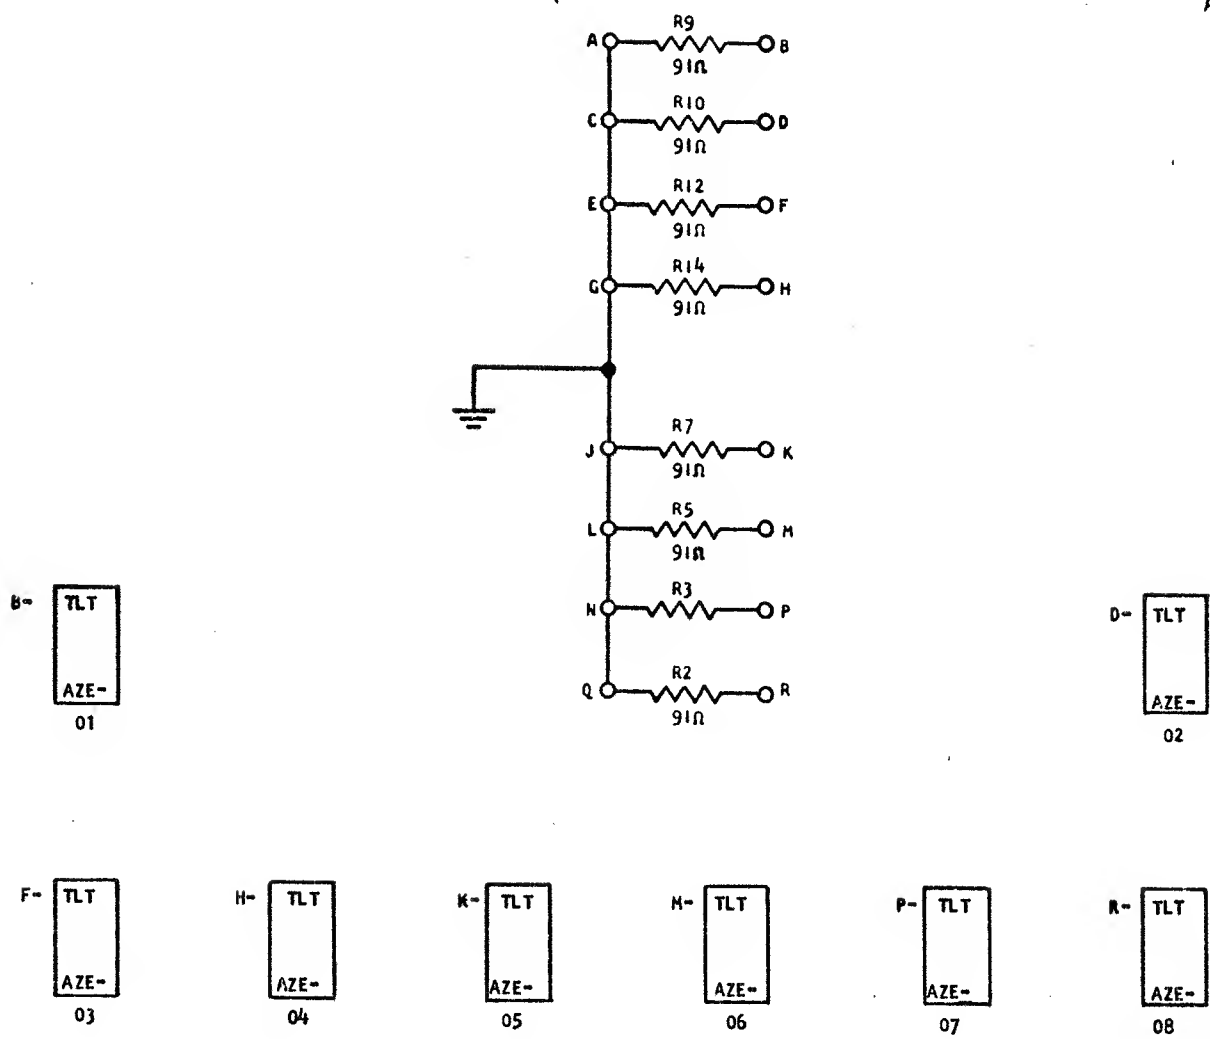 R9
A B
91Ω
R10
C D
91Ω
R12
E F
91Ω
R14
G H
91Ω
R7
J K
91Ω
R5
L M
91Ω
R3
N P
R2
Q R
91Ω
B- TLT
AZE-
01
D- TLT
AZE-
02
F- TLT
AZE-
03
H- TLT
AZE-
04
K- TLT
AZE-
05
M- TLT
AZE-
06
P- TLT
AZE-
07
R- TLT
AZE-
08